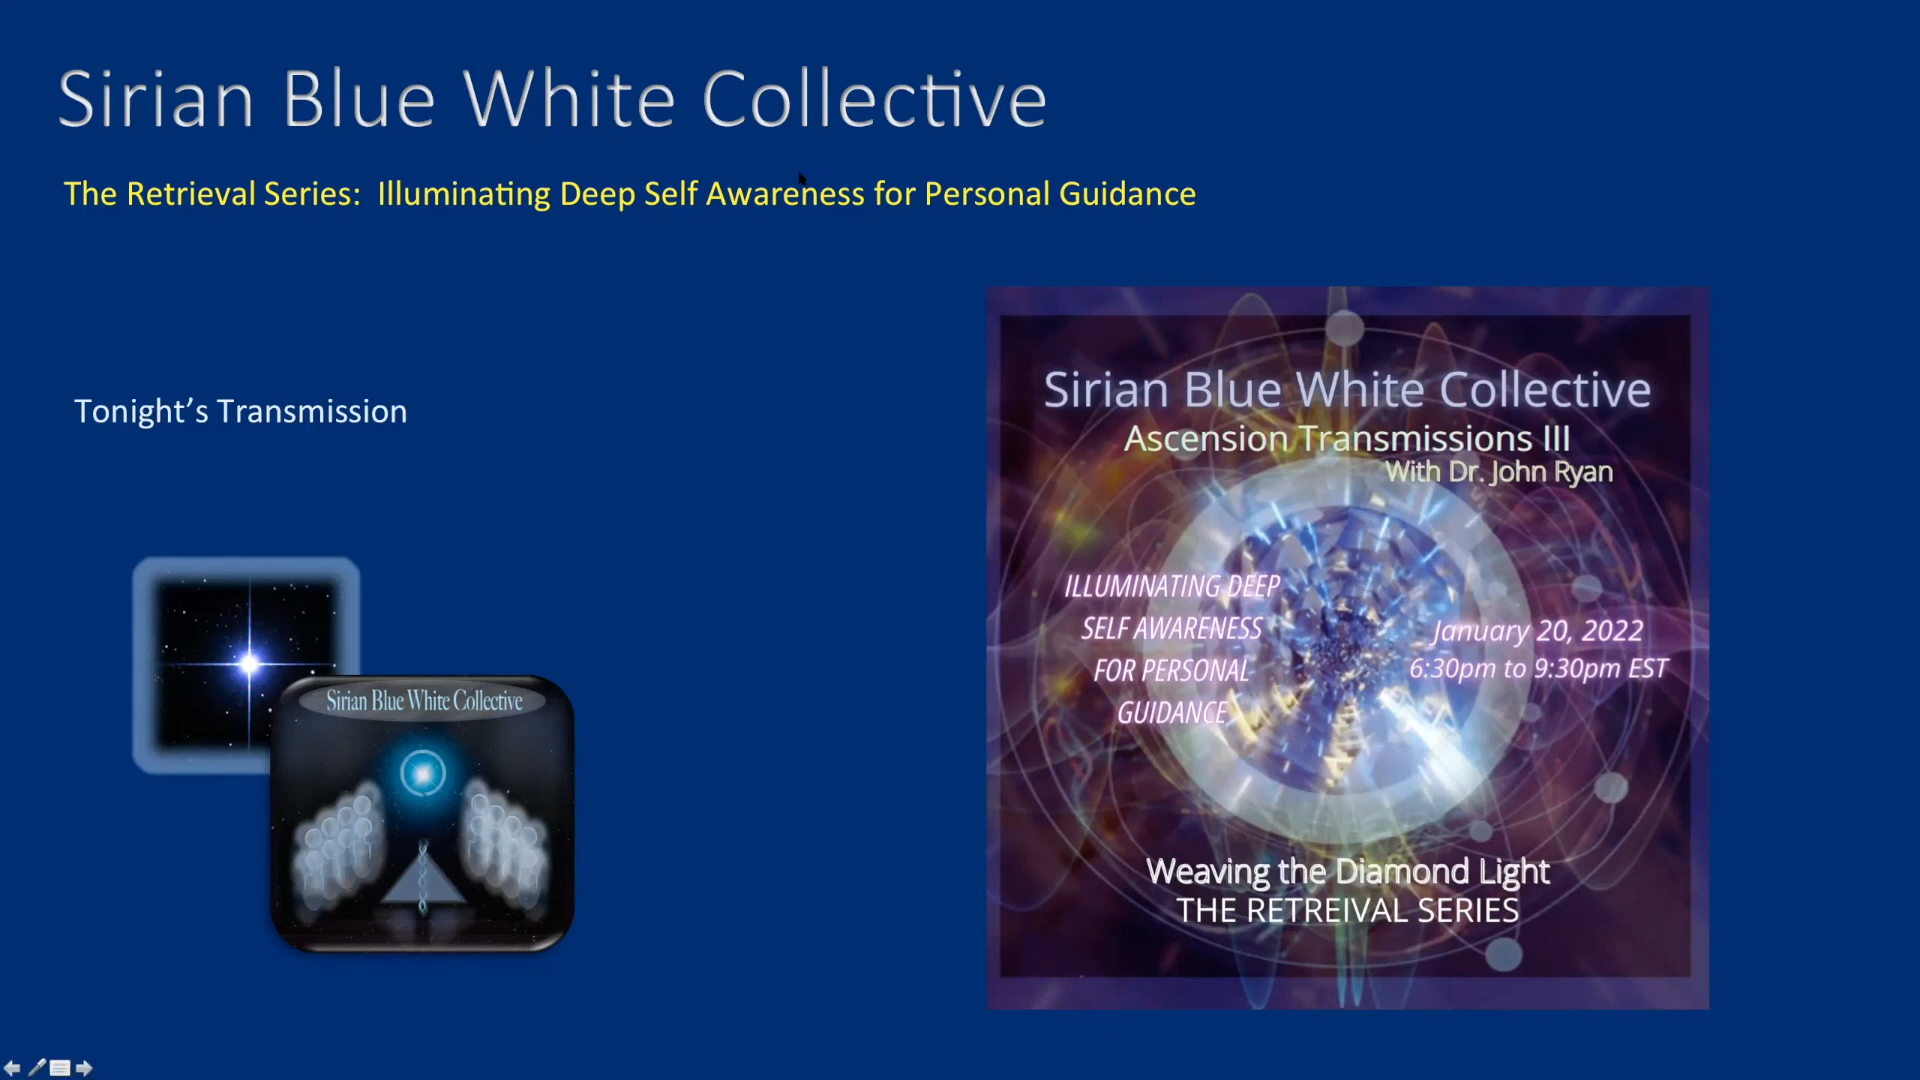 Sirian Blue White Collective
The Retrieval Series:  Illuminating Deep Self Awareness for Personal Guidance
Tonight’s Transmission
Sirian Blue White Collective
Sirian Blue White Collective
Ascension Transmissions III
With Dr. John Ryan
ILLUMINATING DEEP
SELF AWARENESS
FOR PERSONAL
GUIDANCE
January 20, 2022
6:30pm to 9:30pm EST
Weaving the Diamond Light
THE RETREIVAL SERIES